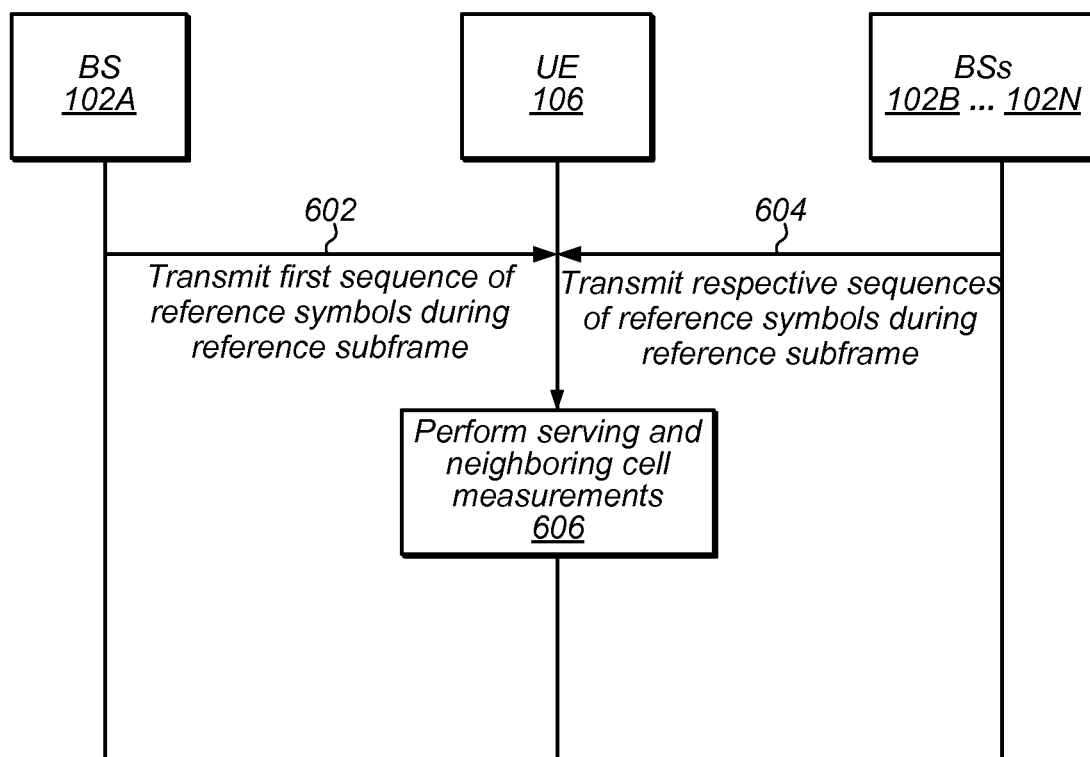 BS
102A
UE
106
BSs
102B ... 102N
602
604
Transmit first sequence of
reference symbols during
reference subframe
Transmit respective sequences
of reference symbols during
reference subframe
Perform serving and
neighboring cell
measurements
606